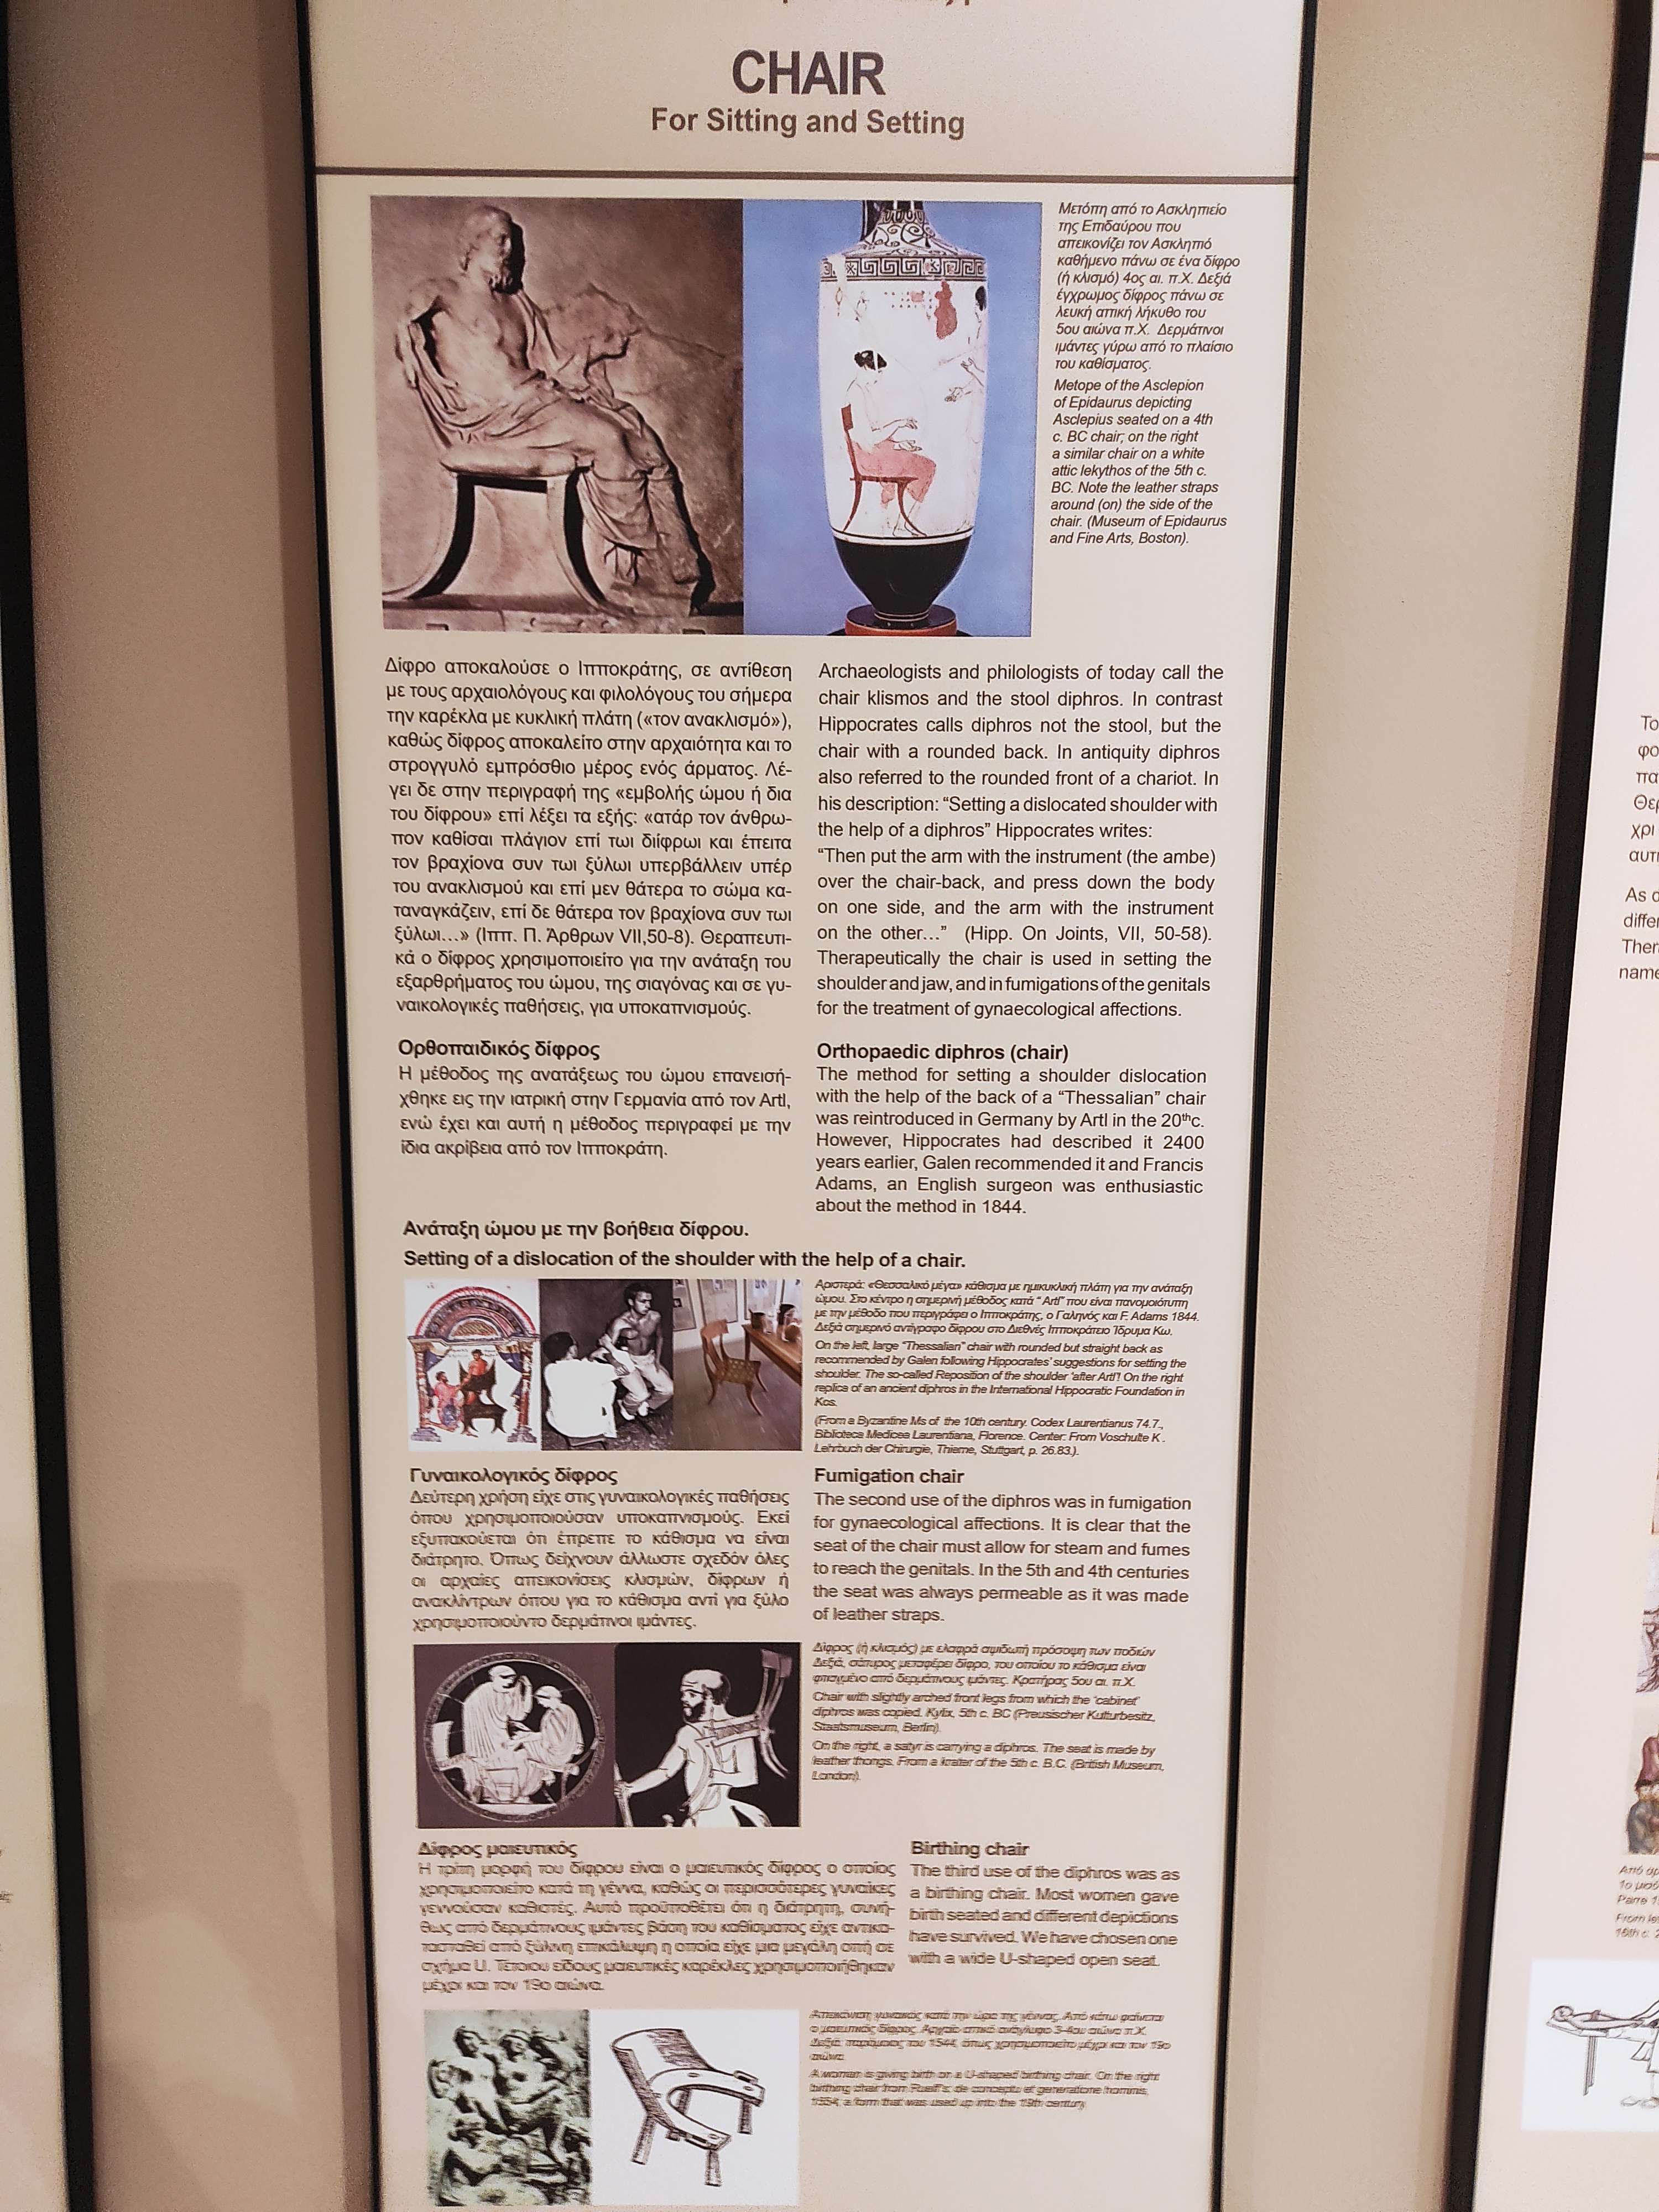 CHAIR
For Sitting and Setting
Μετόπη από το Ασκληπιείο
της Επιδαύρου που
απεικονίζει τον Ασκληπιό
καθήμενο πάνω σε ένα δίφρο
(ή κλισμό) 4ος αι. π.Χ. Δεξιά
έγχρωμος δίφρος πάνω σε
λευκή αττική λήκυθο του
5ου αιώνα π.Χ. Δερμάτινοι
ιμάντες γύρω από το πλαίσιο
του καθίσματος.
Metope of the Asclepion
of Epidaurus depicting
Asclepius seated on a 4th
c. BC chair; on the right
a similar chair on a white
attic lekythos of the 5th c.
BC. Note the leather straps
around (on) the side of the
chair. (Museum of Epidaurus
and Fine Arts, Boston).
Δίφρο αποκαλούσε ο Ιπποκράτης, σε αντίθεση
με τους αρχαιολόγους και φιλολόγους του σήμερα
την καρέκλα με κυκλική πλάτη («τον ανακλισμό»),
καθώς δίφρος αποκαλείτο στην αρχαιότητα και το
στρογγυλό εμπρόσθιο μέρος ενός άρματος. Λέ-
γει δε στην περιγραφή της «εμβολής ώμου ή δια
του δίφρου» επί λέξει τα εξής: «ατάρ τον άνθρω-
πον καθίσαι πλάγιον επί τωι διίφρωι και έπειτα
τον βραχίονα συν τωι ξύλωι υπερβάλλειν υπέρ
του ανακλισμού και επί μεν θάτερα το σώμα κα-
ταναγκάζειν, επί δε θάτερα τον βραχίονα συν τωι
ξύλωι...» (Ιππ. Π. Άρθρων VII,50-8). Θεραπευτι-
κά ο δίφρος χρησιμοποιείτο για την ανάταξη του
εξαρθρήματος του ώμου, της σιαγόνας και σε γυ-
ναικολογικές παθήσεις, για υποκαπνισμούς.
Archaeologists and philologists of today call the
chair klismos and the stool diphros. In contrast
Hippocrates calls diphros not the stool, but the
chair with a rounded back. In antiquity diphros
also referred to the rounded front of a chariot. In
his description: “Setting a dislocated shoulder with
the help of a diphros” Hippocrates writes:
“Then put the arm with the instrument (the ambe)
over the chair-back, and press down the body
on one side, and the arm with the instrument
on the other...” (Hipp. On Joints, VII, 50-58).
Therapeutically the chair is used in setting the
shoulder and jaw, and in fumigations of the genitals
for the treatment of gynaecological affections.
Ορθοπαιδικός δίφρος
Η μέθοδος της ανατάξεως του ώμου επανεισή-
χθηκε εις την ιατρική στην Γερμανία από τον Artl,
ενώ έχει και αυτή η μέθοδος περιγραφεί με την
ίδια ακρίβεια από τον Ιπποκράτη.
Orthopaedic diphros (chair)
The method for setting a shoulder dislocation
with the help of the back of a “Thessalian” chair
was reintroduced in Germany by Artl in the 20thc.
However, Hippocrates had described it 2400
years earlier, Galen recommended it and Francis
Adams, an English surgeon was enthusiastic
about the method in 1844.
Ανάταξη ώμου με την βοήθεια δίφρου.
Setting of a dislocation of the shoulder with the help of a chair.
Αριστερά: «Θεσσαλικό μέγα» κάθισμα με ημικυκλική πλάτη για την ανάταξη
ώμου. Στο κέντρο η σημερινή μέθοδος κατά “Artl” που είναι πανομοιότυπη
με την μέθοδο που περιγράφει ο Ιπποκράτης, ο Γαληνός και F. Adams 1844.
Δεξιά σημερινό αντίγραφο δίφρου στο Διεθνές Ιπποκράτειο Ίδρυμα Κω.
On the left, large “Thessalian” chair with rounded but straight back as
recommended by Galen following Hippocrates' suggestions for setting the
shoulder. The so-called Reposition of the shoulder 'after Artl'! On the right
replica of an ancient diphros in the International Hippocratic Foundation in
Kos.
(From a Byzantine Ms of the 10th century. Codex Laurentianus 74.7.,
Biblioteca Medicea Laurentiana, Florence. Center: From Voschulte K .
Lehrbuch der Chirurgie, Thieme, Stuttgart, p. 26.83.).
Γυναικολογικός δίφρος
Δεύτερη χρήση είχε στις γυναικολογικές παθήσεις
όπου χρησιμοποιούσαν υποκαπνισμούς. Εκεί
εξυπακούεται ότι έπρεπε το κάθισμα να είναι
διάτρητο. Όπως δείχνουν άλλωστε σχεδόν όλες
οι αρχαίες απεικονίσεις κλισμών, δίφρων ή
ανακλίντρων όπου για το κάθισμα αντί για ξύλο
χρησιμοποιούντο δερμάτινοι ιμάντες.
Fumigation chair
The second use of the diphros was in fumigation
for gynaecological affections. It is clear that the
seat of the chair must allow for steam and fumes
to reach the genitals. In the 5th and 4th centuries
the seat was always permeable as it was made
of leather straps.
Δίφρος (ή κλισμός) με ελαφρά αψιδωτή πρόσοψη των ποδιών
Δεξιά, σάτυρος μεταφέρει δίφρο, του οποίου το κάθισμα είναι
φτιαγμένο από δερμάτινους ιμάντες. Κρατήρας 5ου αι. π.Χ.
Chair with slightly arched front legs from which the 'cabinet'
diphros was copied. Kylix, 5th c. BC (Preusischer Kulturbesitz,
Staatsmuseum, Berlin).
On the right, a satyr is carrying a diphros. The seat is made by
leather thongs. From a krater of the 5th c. B.C. (British Museum,
London).
Δίφρος μαιευτικός
Η τρίτη μορφή του δίφρου είναι ο μαιευτικός δίφρος ο οποίος
χρησιμοποιείτο κατά τη γέννα, καθώς οι περισσότερες γυναίκες
γεννούσαν καθιστές. Αυτό προϋποθέτει ότι η διάτρητη, συνή-
θως από δερμάτινους ιμάντες βάση του καθίσματος είχε αντικα-
τασταθεί από ξύλινη επικάλυψη η οποία είχε μια μεγάλη οπή σε
σχήμα U. Τέτοιου είδους μαιευτικές καρέκλες χρησιμοποιήθηκαν
μέχρι και τον 19ο αιώνα.
Birthing chair
The third use of the diphros was as
a birthing chair. Most women gave
birth seated and different depictions
have survived. We have chosen one
with a wide U-shaped open seat.
Απεικόνιση γυναικός κατά την ώρα της γέννας. Από κάτω φαίνεται
ο μαιευτικός δίφρος. Αρχαίο αττικό ανάγλυφο 3-4ου αιώνα π.Χ.
Δεξιά, παρόμοιος του 1544, όπως χρησιμοποιείτο μέχρι και τον 19ο
αιώνα.
A woman is giving birth on a U-shaped birthing chair. On the right
birthing chair from Rueff's; de conceptu et generatione hominis,
1554, a form that was used up into the 19th century
Το
φο
πα
Θερ
χρι
αυτ
As d
differ
Ther
name
From le